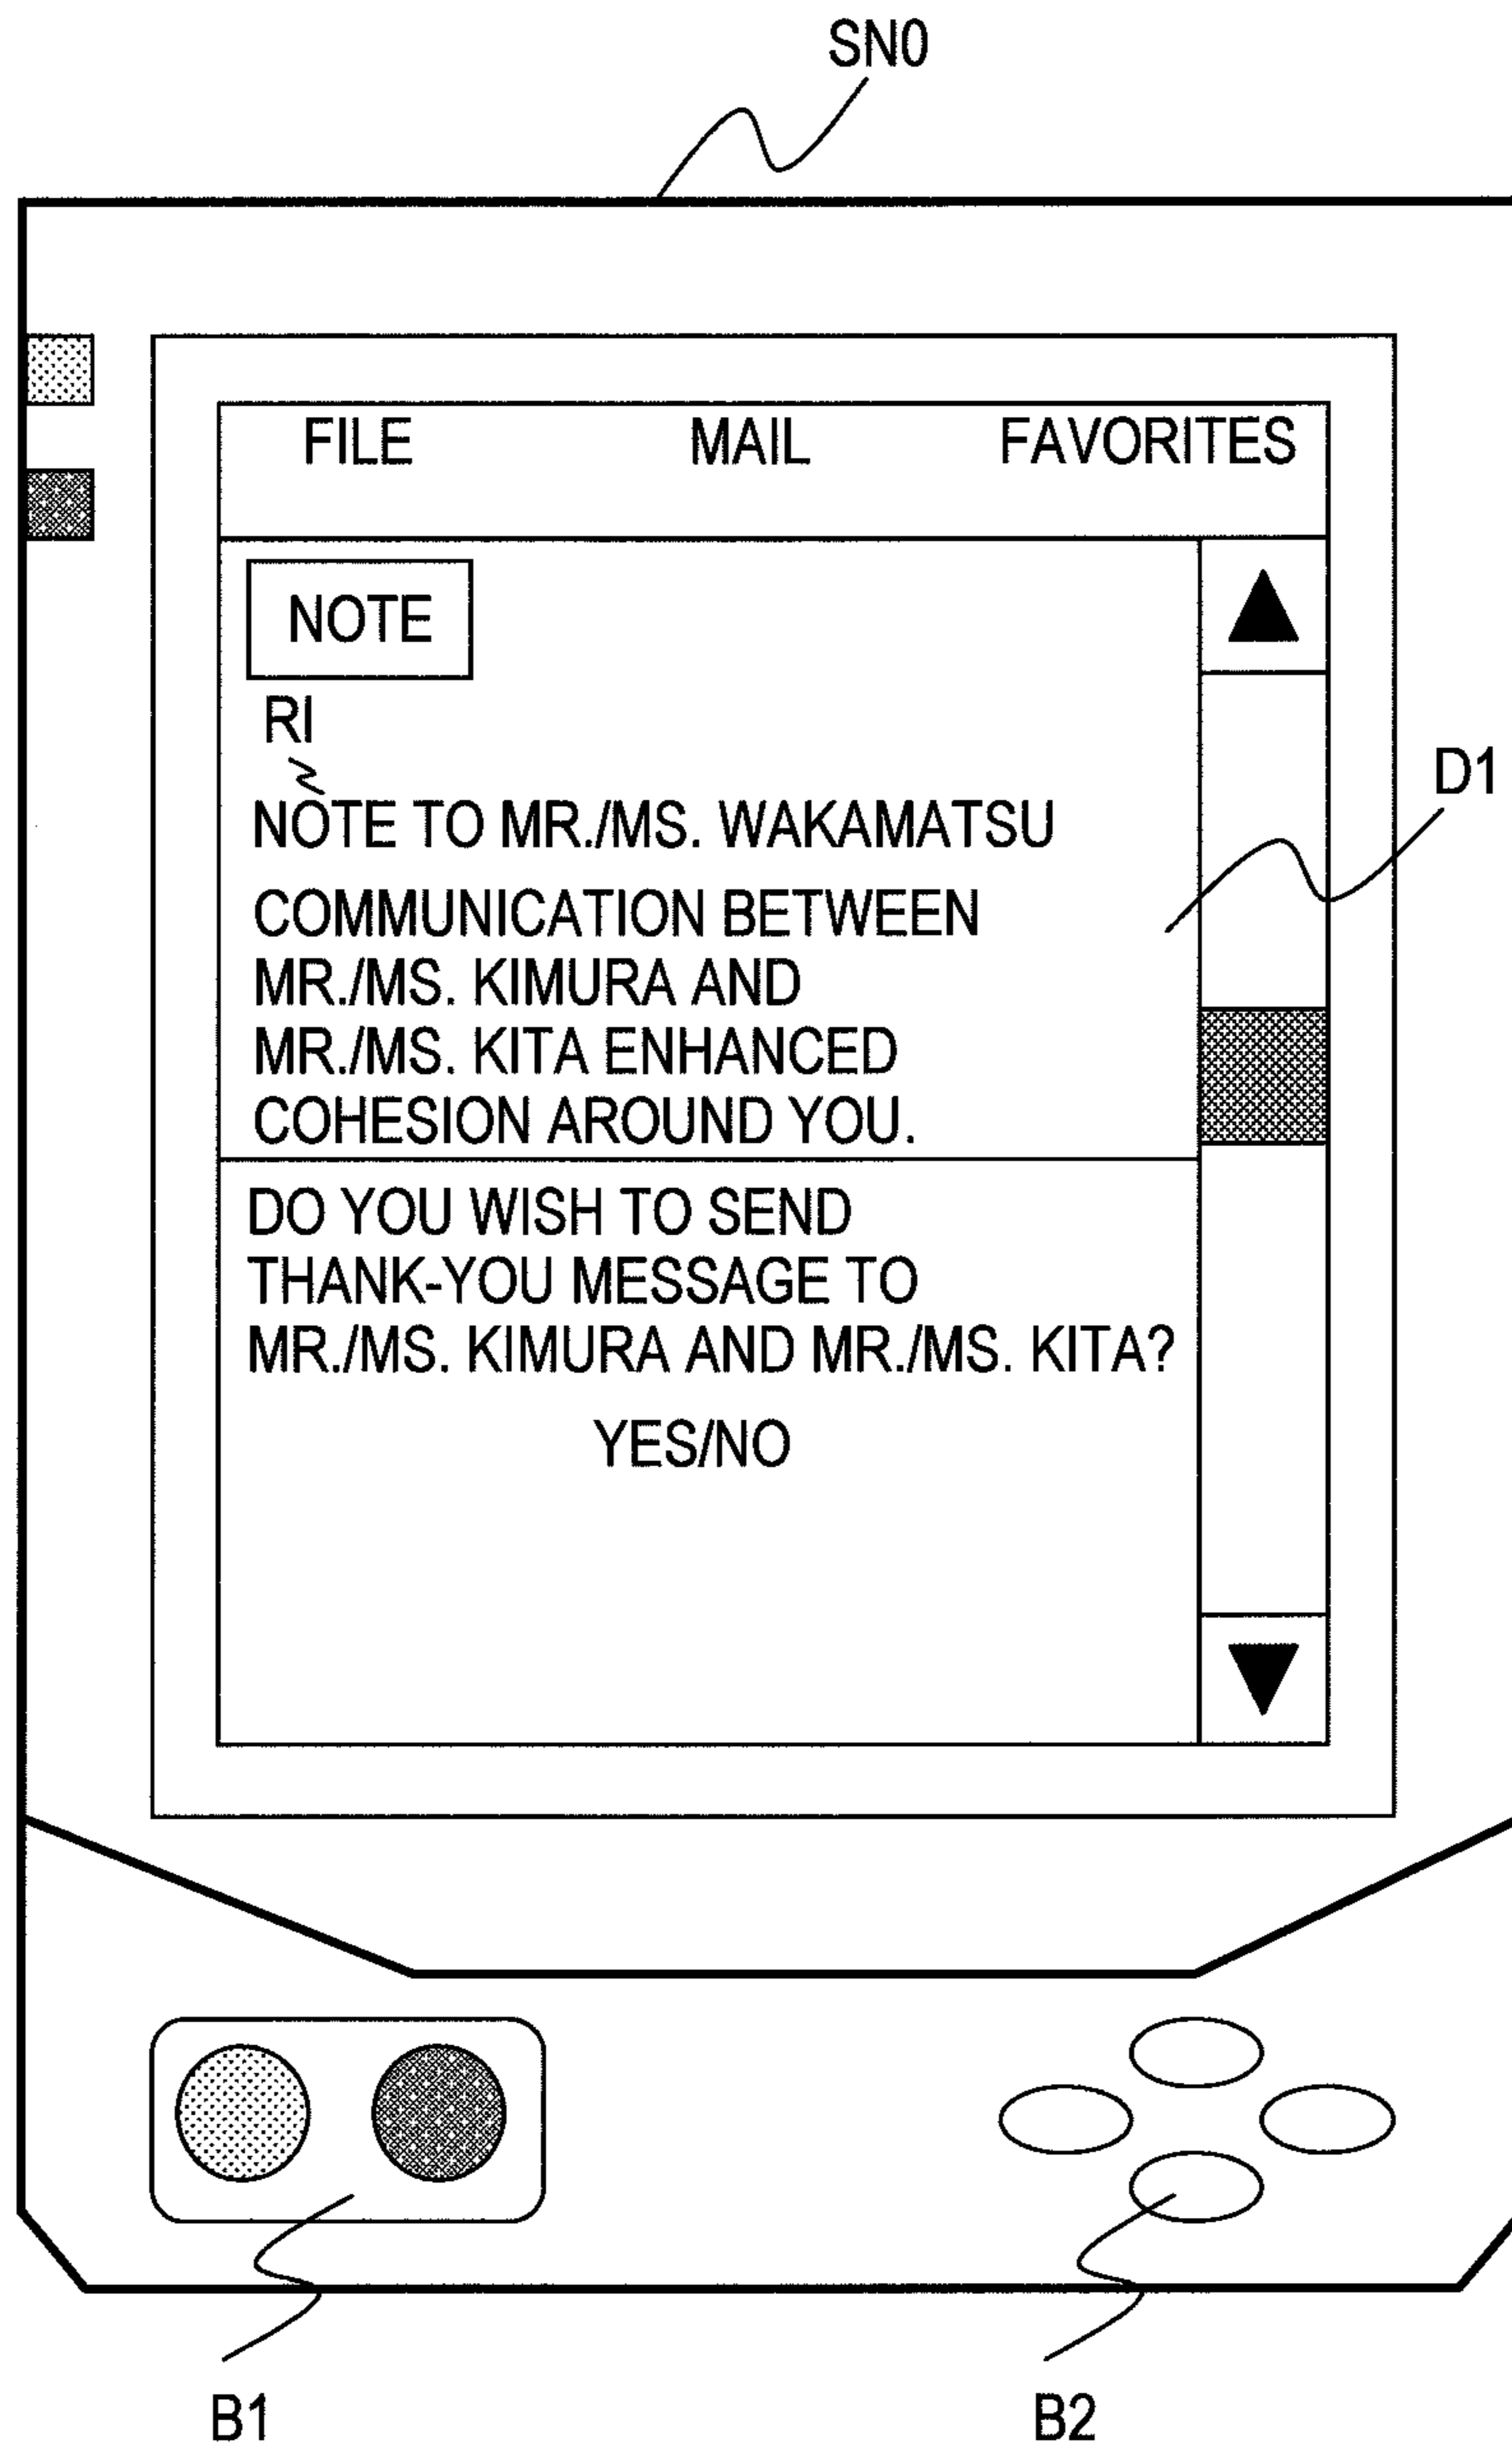 SN0
FILE MAIL FAVORITES
NOTE
RI
NOTE TO MR./MS. WAKAMATSU
D1
COMMUNICATION BETWEEN
MR./MS. KIMURA AND
MR./MS. KITA ENHANCED
COHESION AROUND YOU.
DO YOU WISH TO SEND
THANK-YOU MESSAGE TO
MR./MS. KIMURA AND MR./MS. KITA?
YES/NO
B1 B2